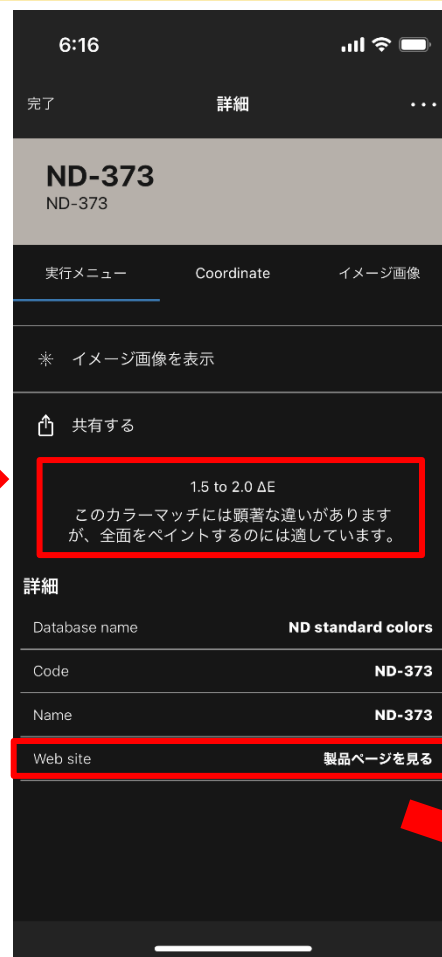 6:16
完了 詳細 ...
ND-373
ND-373
実行メニュー Coordinate イメージ画像
イメージ画像を表示
共有する
1.5 to 2.0 ΔE
このカラーマッチには顕著な違いがあります
が、全面をペイントするのには適しています。
詳細
Database name ND standard colors
Code ND-373
Name ND-373
Web site 製品ページを見る